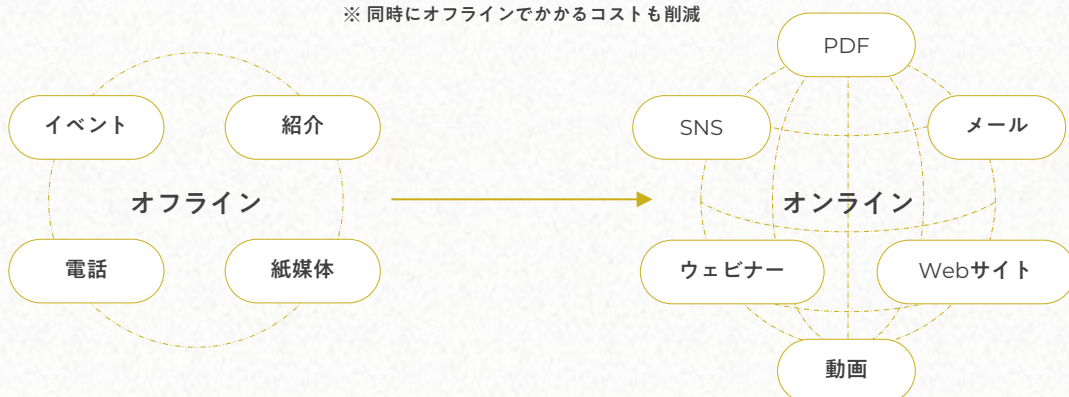 ※ 同時にオフラインでかかるコストも削減
イベント
紹介
オフライン
電話
紙媒体
PDF
SNS
メール
オンライン
ウェビナー
Webサイト
動画